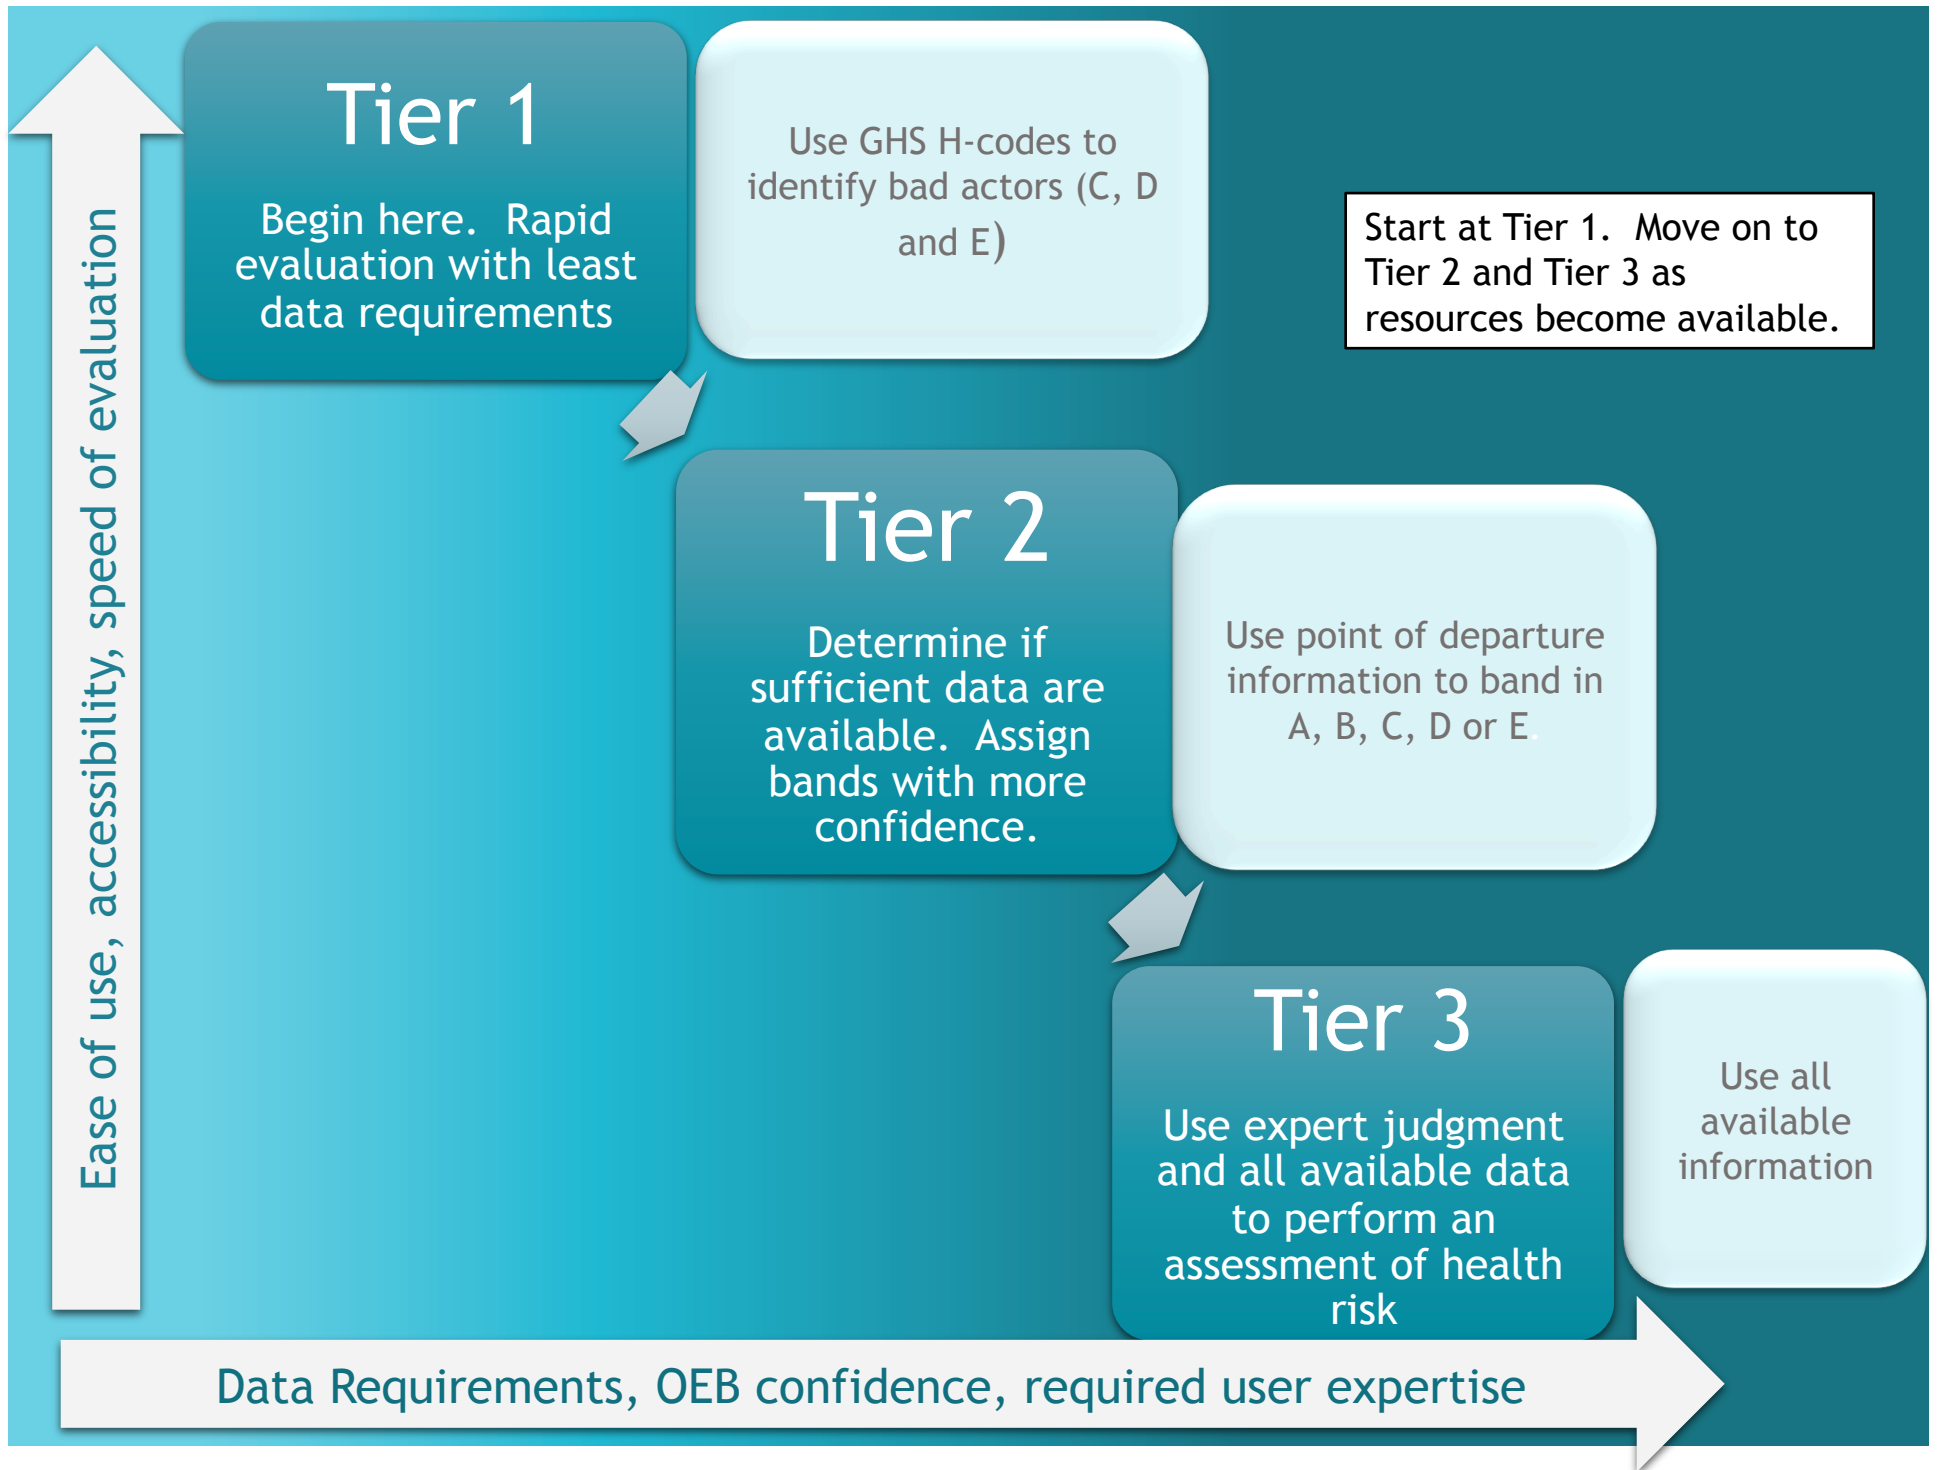 Tier 1
Begin here.  Rapid
evaluation with least
data requirements
Use GHS H-codes to
identify bad actors (C, D
and E)
Start at Tier 1.  Move on to
Tier 2 and Tier 3 as
resources become available.
Tier 2
Determine if
sufficient data are
available.  Assign
bands with more
confidence.
Use point of departure
information to band in
A, B, C, D or E.
Tier 3
Use expert judgment
and all available data
to perform an
assessment of health
risk
Use all
available
information
Ease of use, accessibility, speed of evaluation
Data Requirements, OEB confidence, required user expertise